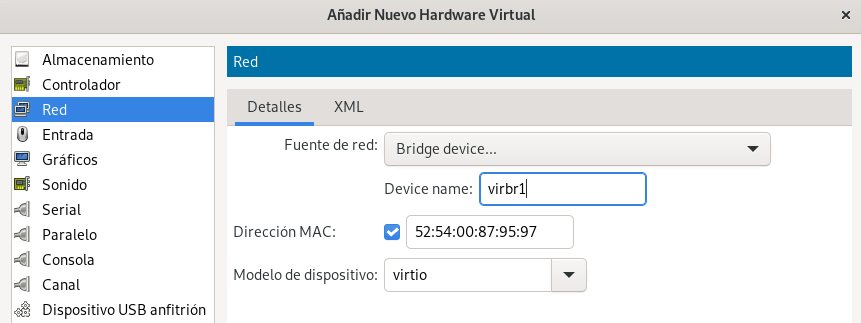 Añadir Nuevo Hardware Virtual
Almacenamiento
Controlador
Red
Entrada
Gráficos
Sonido
Serial
Paralelo
Consola
Canal
Dispositivo USB anfitrión
Red
Detalles XML
Fuente de red: Bridge device...
Device name: virbr1
Dirección MAC: 52:54:00:87:95:97
Modelo de dispositivo: virtio